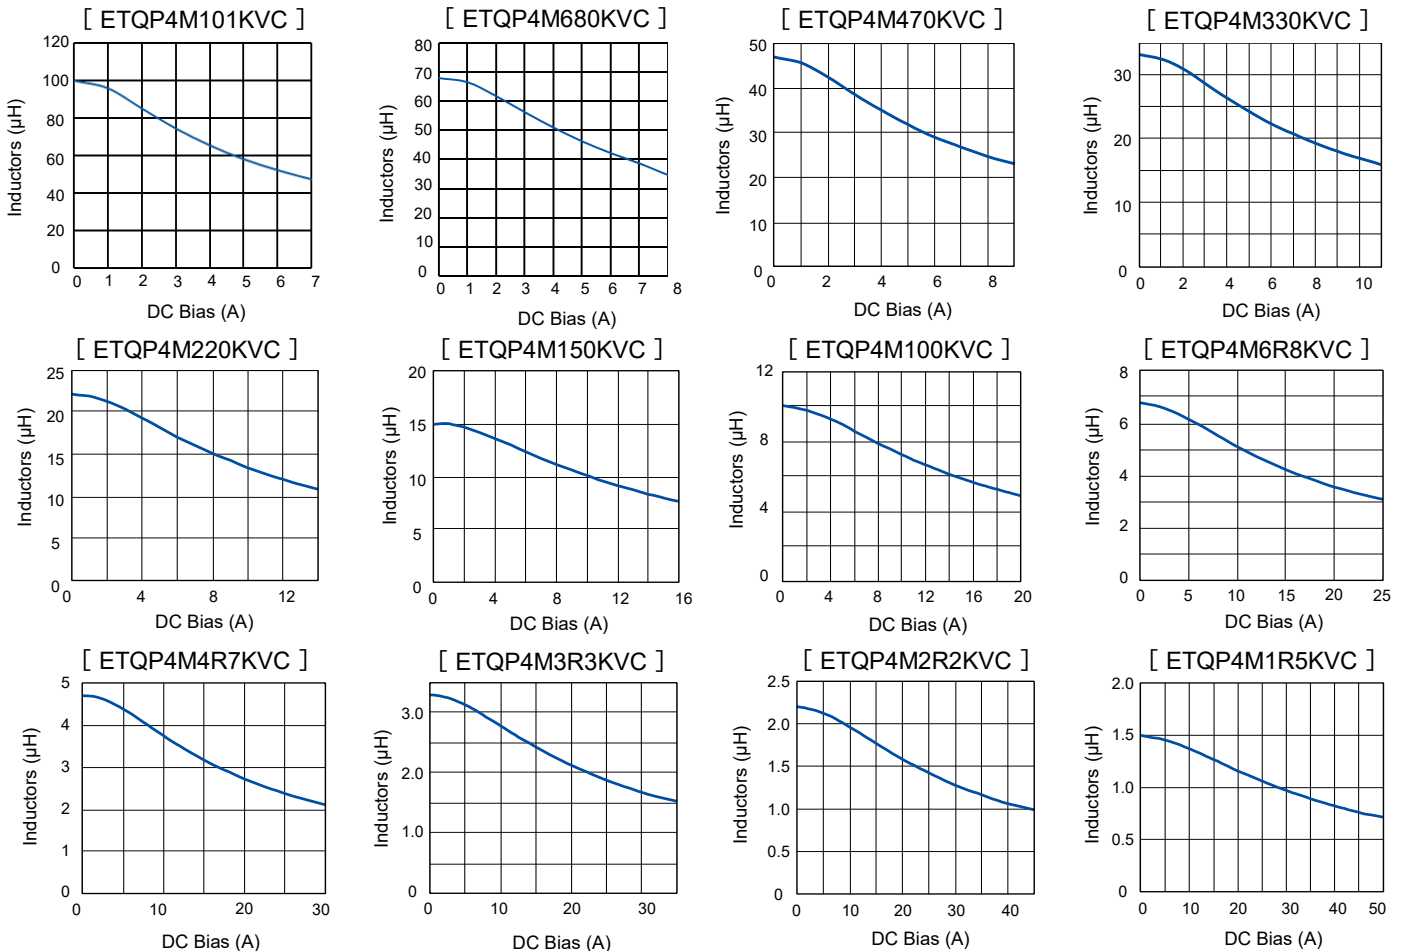 [ ETQP4M101KVC ]
120
100
80
60
40
20
0
0 1 2 3 4 5 6 7
Inductors (μH)
DC Bias (A)
[ ETQP4M680KVC ]
80
70
60
50
40
30
20
10
0
0 1 2 3 4 5 6 7 8
Inductors (μH)
DC Bias (A)
[ ETQP4M470KVC ]
50
40
30
20
10
0
0 2 4 6 8
Inductors (μH)
DC Bias (A)
[ ETQP4M330KVC ]
30
20
10
0
0 2 4 6 8 10
Inductors (μH)
DC Bias (A)
[ ETQP4M220KVC ]
25
20
15
10
5
0
0 4 8 12
Inductors (μH)
DC Bias (A)
[ ETQP4M150KVC ]
20
15
10
5
0
0 4 8 12 16
Inductors (μH)
DC Bias (A)
[ ETQP4M100KVC ]
12
8
4
0
0 4 8 12 16 20
Inductors (μH)
DC Bias (A)
[ ETQP4M6R8KVC ]
8
6
4
2
0
0 5 10 15 20 25
Inductors (μH)
DC Bias (A)
[ ETQP4M4R7KVC ]
5
4
3
2
1
0
0 10 20 30
Inductors (μH)
DC Bias (A)
[ ETQP4M3R3KVC ]
3.0
2.0
1.0
0
0 10 20 30
Inductors (μH)
DC Bias (A)
[ ETQP4M2R2KVC ]
2.5
2.0
1.5
1.0
0.5
0
0 10 20 30 40
Inductors (μH)
DC Bias (A)
[ ETQP4M1R5KVC ]
2.0
1.5
1.0
0.5
0
0 10 20 30 40 50
Inductors (μH)
DC Bias (A)